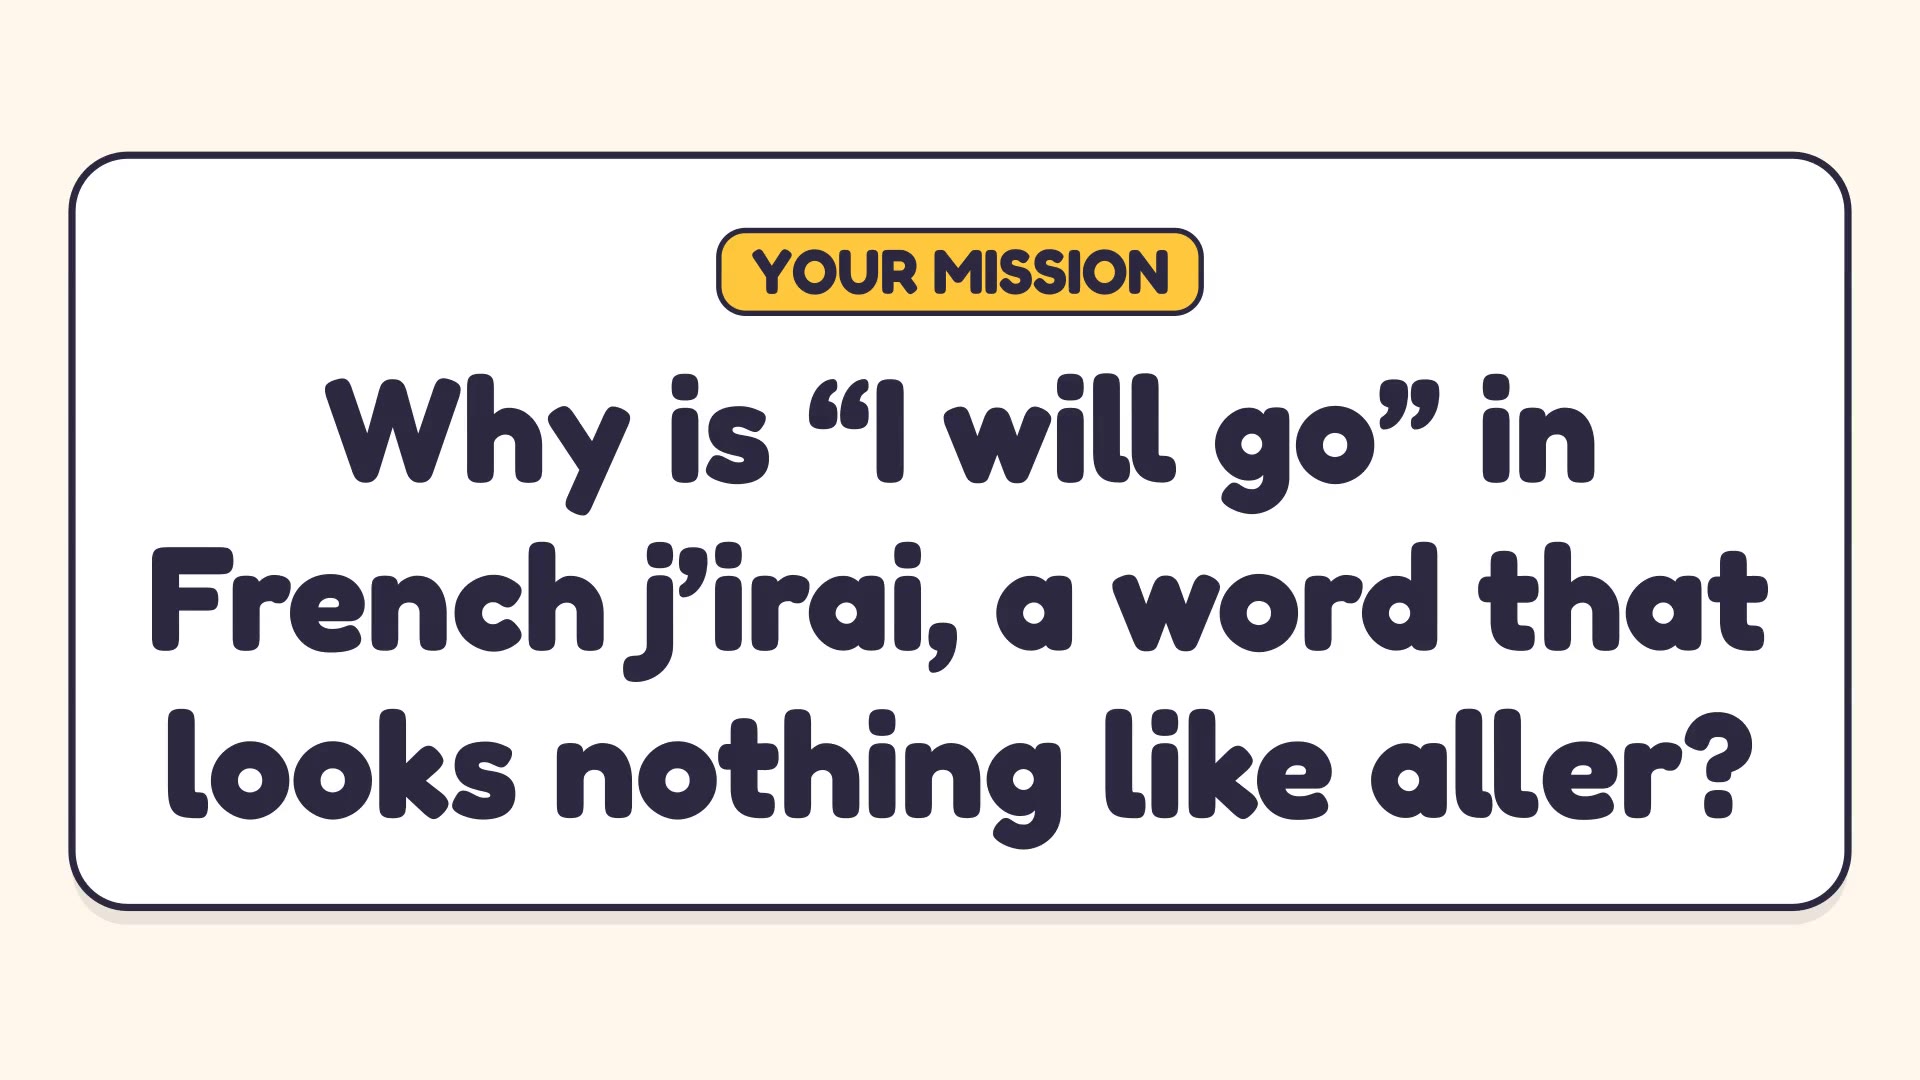 YOUR MISSION
Why is “I will go” in
French j’irai, a word that
looks nothing like aller?